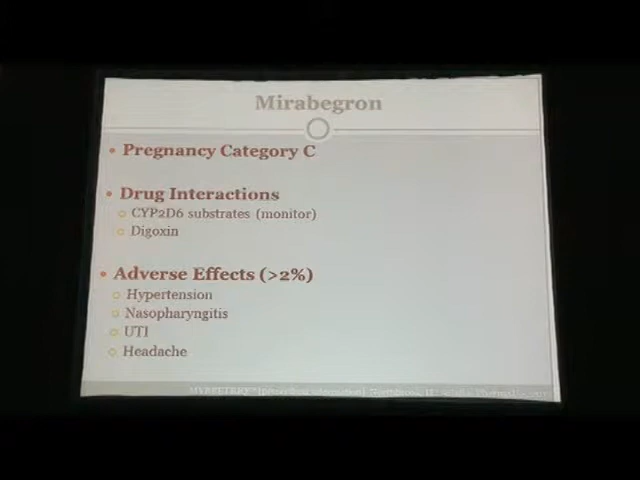 Mirabegron
• Pregnancy Category C
• Drug Interactions
○ CYP2D6 substrates (monitor)
○ Digoxin
• Adverse Effects (>2%)
○ Hypertension
○ Nasopharyngitis
○ UTI
○ Headache